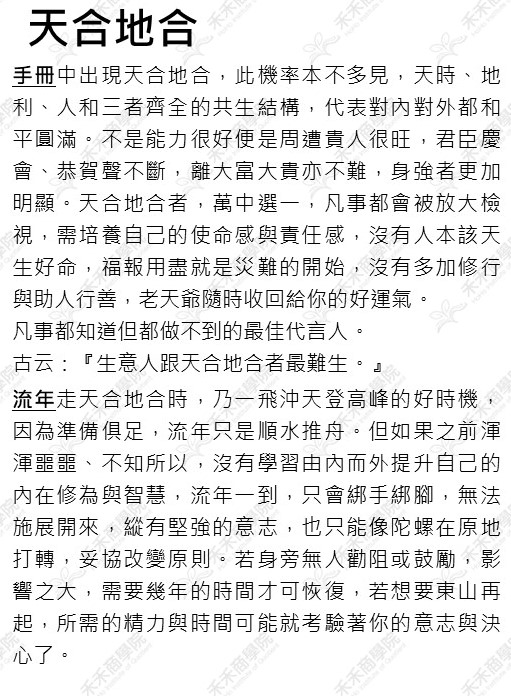 天合地合
手冊中出現天合地合，此機率本不多見，天時、地
利、人和三者齊全的共生結構，代表對內對外都和
平圓滿。不是能力很好便是周遭貴人很旺，君臣慶
會、恭賀聲不斷，離大富大貴亦不難，身強者更加
明顯。天合地合者，萬中選一，凡事都會被放大檢
視，需培養自己的使命感與責任感，沒有人本該天
生好命，福報用盡就是災難的開始，沒有多加修行
與助人行善，老天爺隨時收回給你的好運氣。
凡事都知道但都做不到的最佳代言人。
古云：『生意人跟天合地合者最難生。』
流年走天合地合時，乃一飛沖天登高峰的好時機，
因為準備俱足，流年只是順水推舟。但如果之前渾
渾噩噩、不知所以，沒有學習由內而外提升自己的
內在修為與智慧，流年一到，只會綁手綁腳，無法
施展開來，縱有堅強的意志，也只能像陀螺在原地
打轉，妥協改變原則。若身旁無人勸阻或鼓勵，影
響之大，需要幾年的時間才可恢復，若想要東山再
起，所需的精力與時間可能就考驗著你的意志與決
心了。